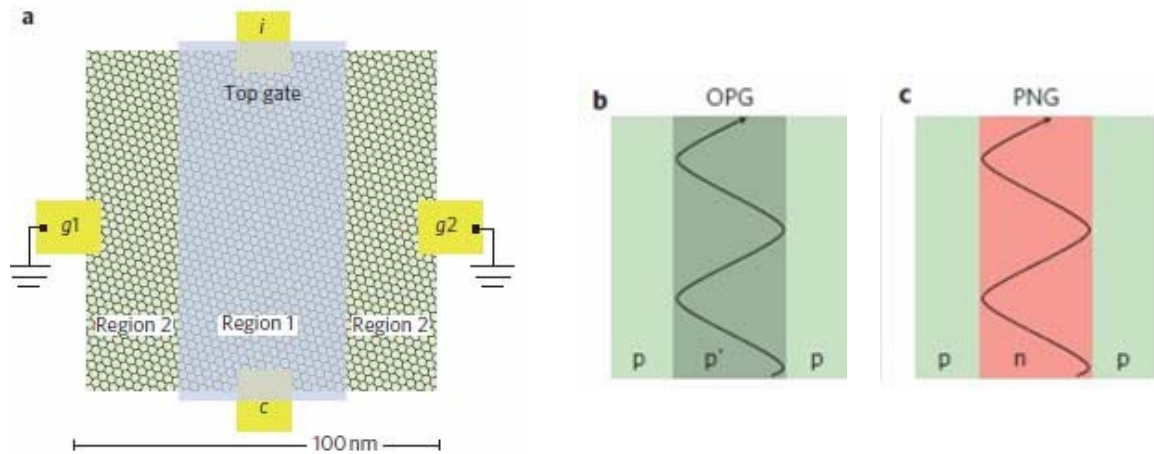 a
i
Top gate
g1
g2
Region 2
Region 1
Region 2
c
100 nm
b
OPG
p
p'
p
c
PNG
p
n
p